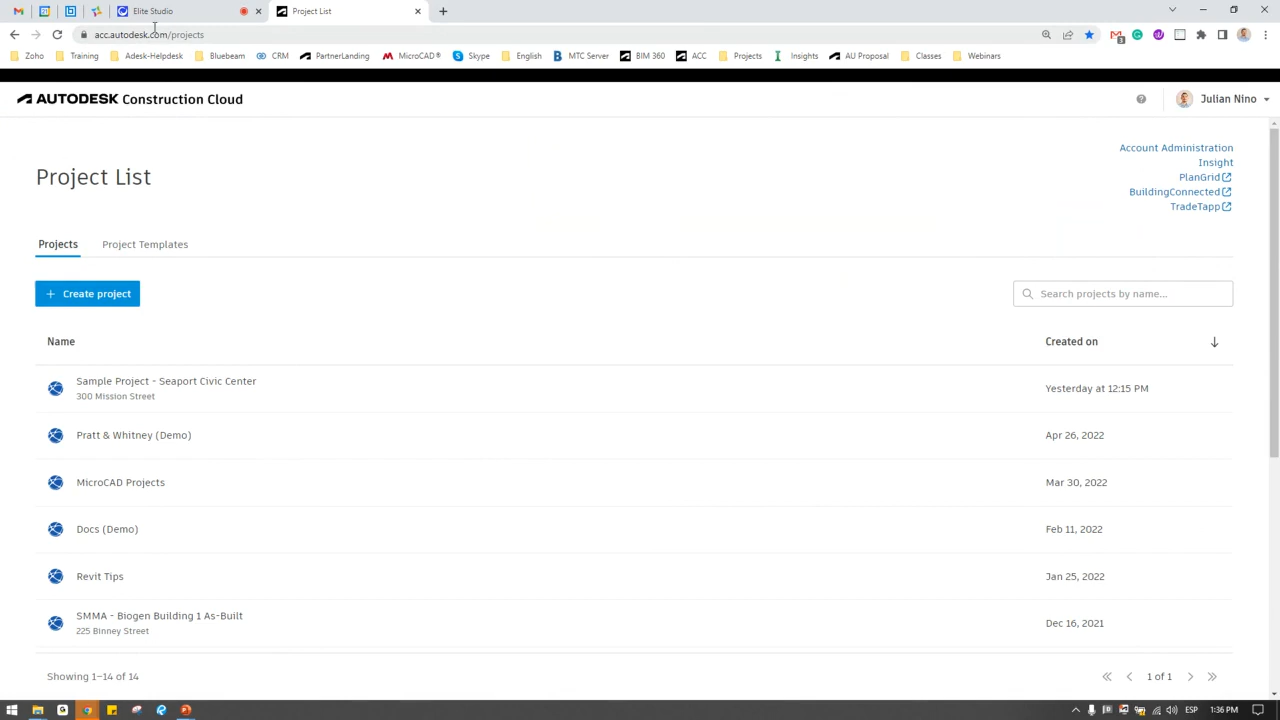 Elite Studio
Project List
acc.autodesk.com/projects
Zoho Training Adesk-Helpdesk Bluebeam CRM PartnerLanding MicroCAD® Skype English MTC Server BIM 360 ACC Projects Insights AU Proposal Classes Webinars
AUTODESK Construction Cloud
Julian Nino
Account Administration
Insight
Project List
PlanGrid
BuildingConnected
TradeTapp
Projects Project Templates
+ Create project
Search projects by name...
Name Created on
Sample Project - Seaport Civic Center
300 Mission Street
Yesterday at 12:15 PM
Pratt & Whitney (Demo) Apr 26, 2022
MicroCAD Projects Mar 30, 2022
Docs (Demo) Feb 11, 2022
Revit Tips Jan 25, 2022
SMMA - Biogen Building 1 As-Built
225 Binney Street
Dec 16, 2021
Showing 1–14 of 14
1 of 1
ESP 1:36 PM